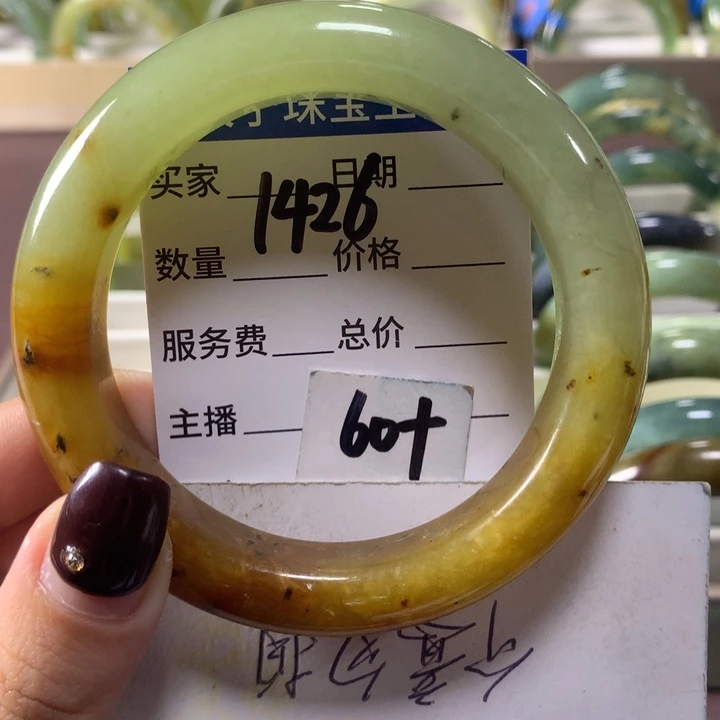 珠宝
买家 日期
1426
数量 价格
服务费 总价
主播
60+